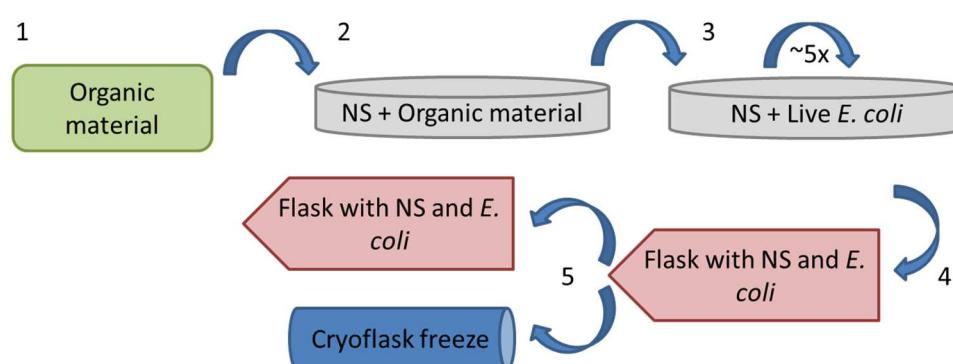 1
2
3
~5x
Organic
material
NS + Organic material
NS + Live E. coli
Flask with NS and E.
coli
Flask with NS and E.
coli
4
5
Cryoflask freeze